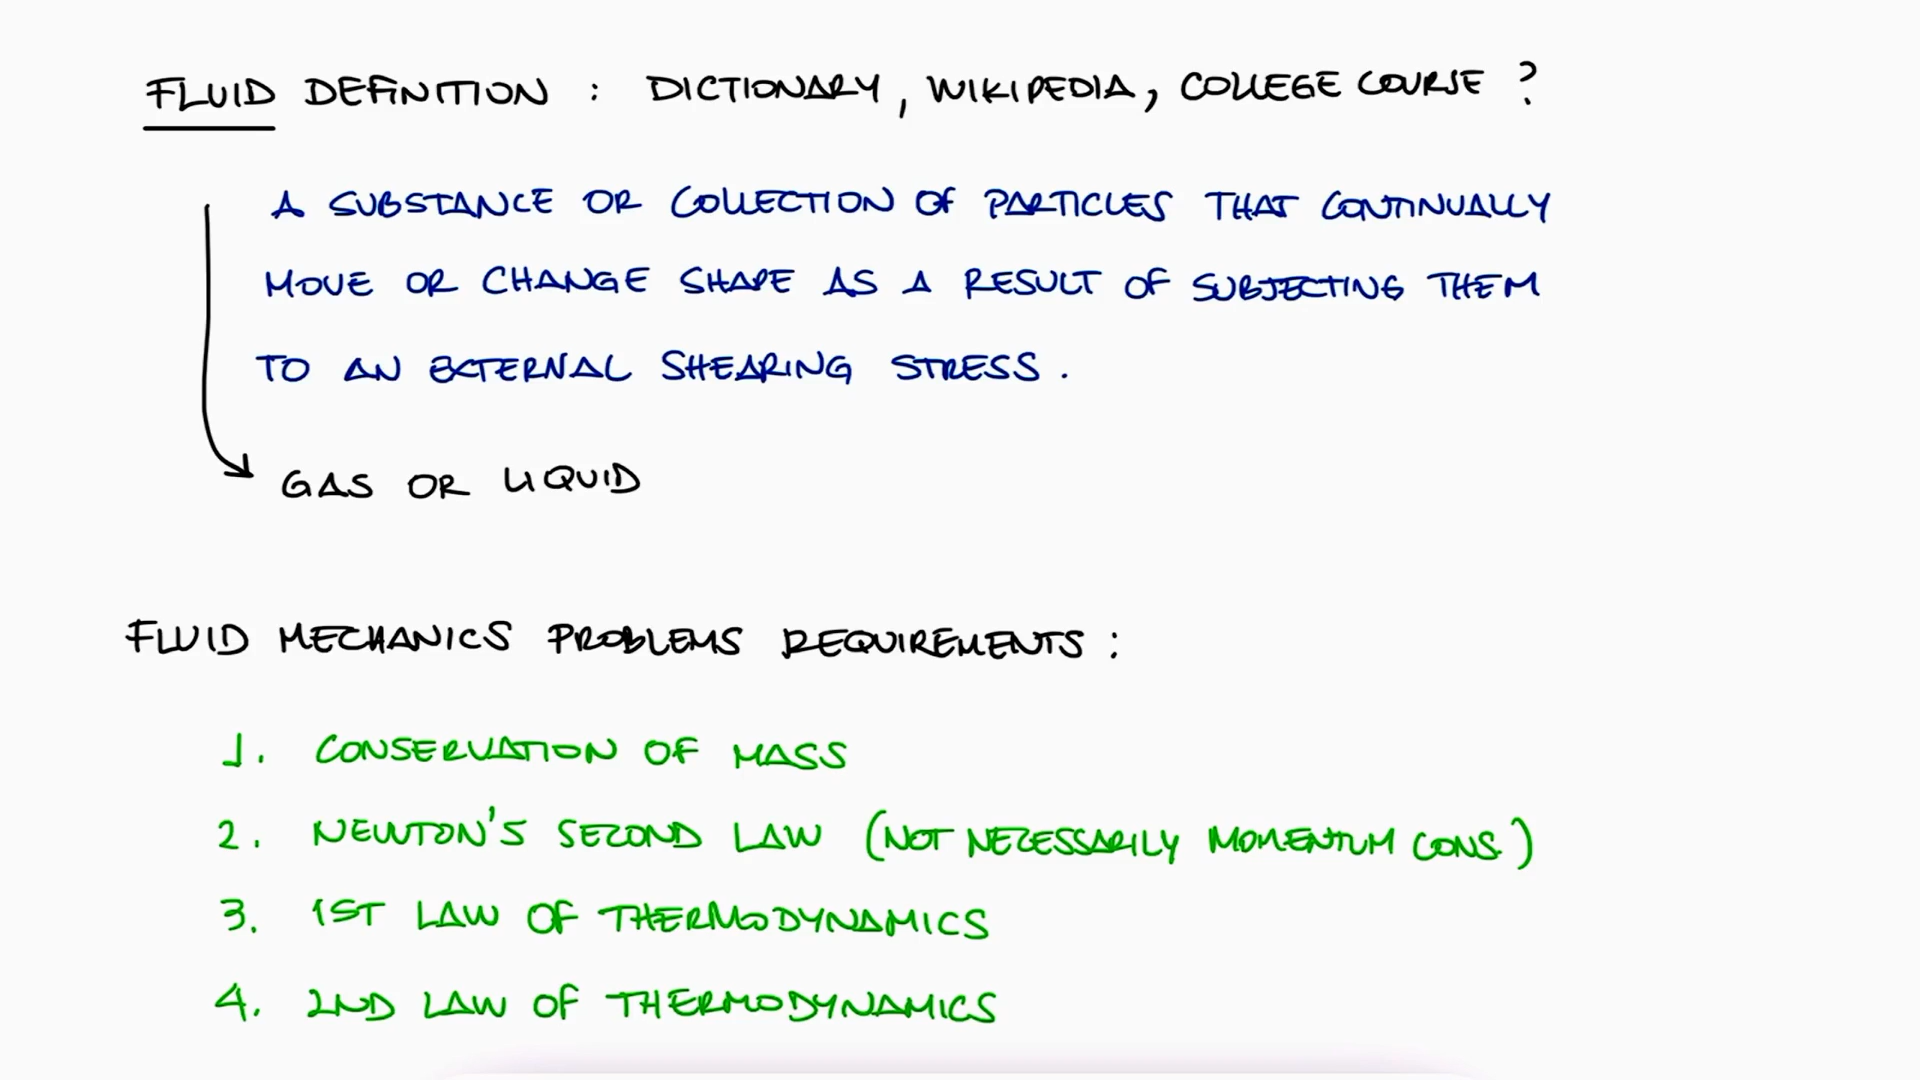 FLUID DEFINITION : DICTIONARY, WIKIPEDIA, COLLEGE COURSE ?
A SUBSTANCE OR COLLECTION OF PARTICLES THAT CONTINUALLY
MOVE OR CHANGE SHAPE AS A RESULT OF SUBJECTING THEM
TO AN EXTERNAL SHEARING STRESS.
GAS OR LIQUID
FLUID MECHANICS PROBLEMS REQUIREMENTS :
1. CONSERVATION OF MASS
2. NEWTON'S SECOND LAW (NOT NECESSARILY MOMENTUM CONS.)
3. 1ST LAW OF THERMODYNAMICS
4. 2ND LAW OF THERMODYNAMICS